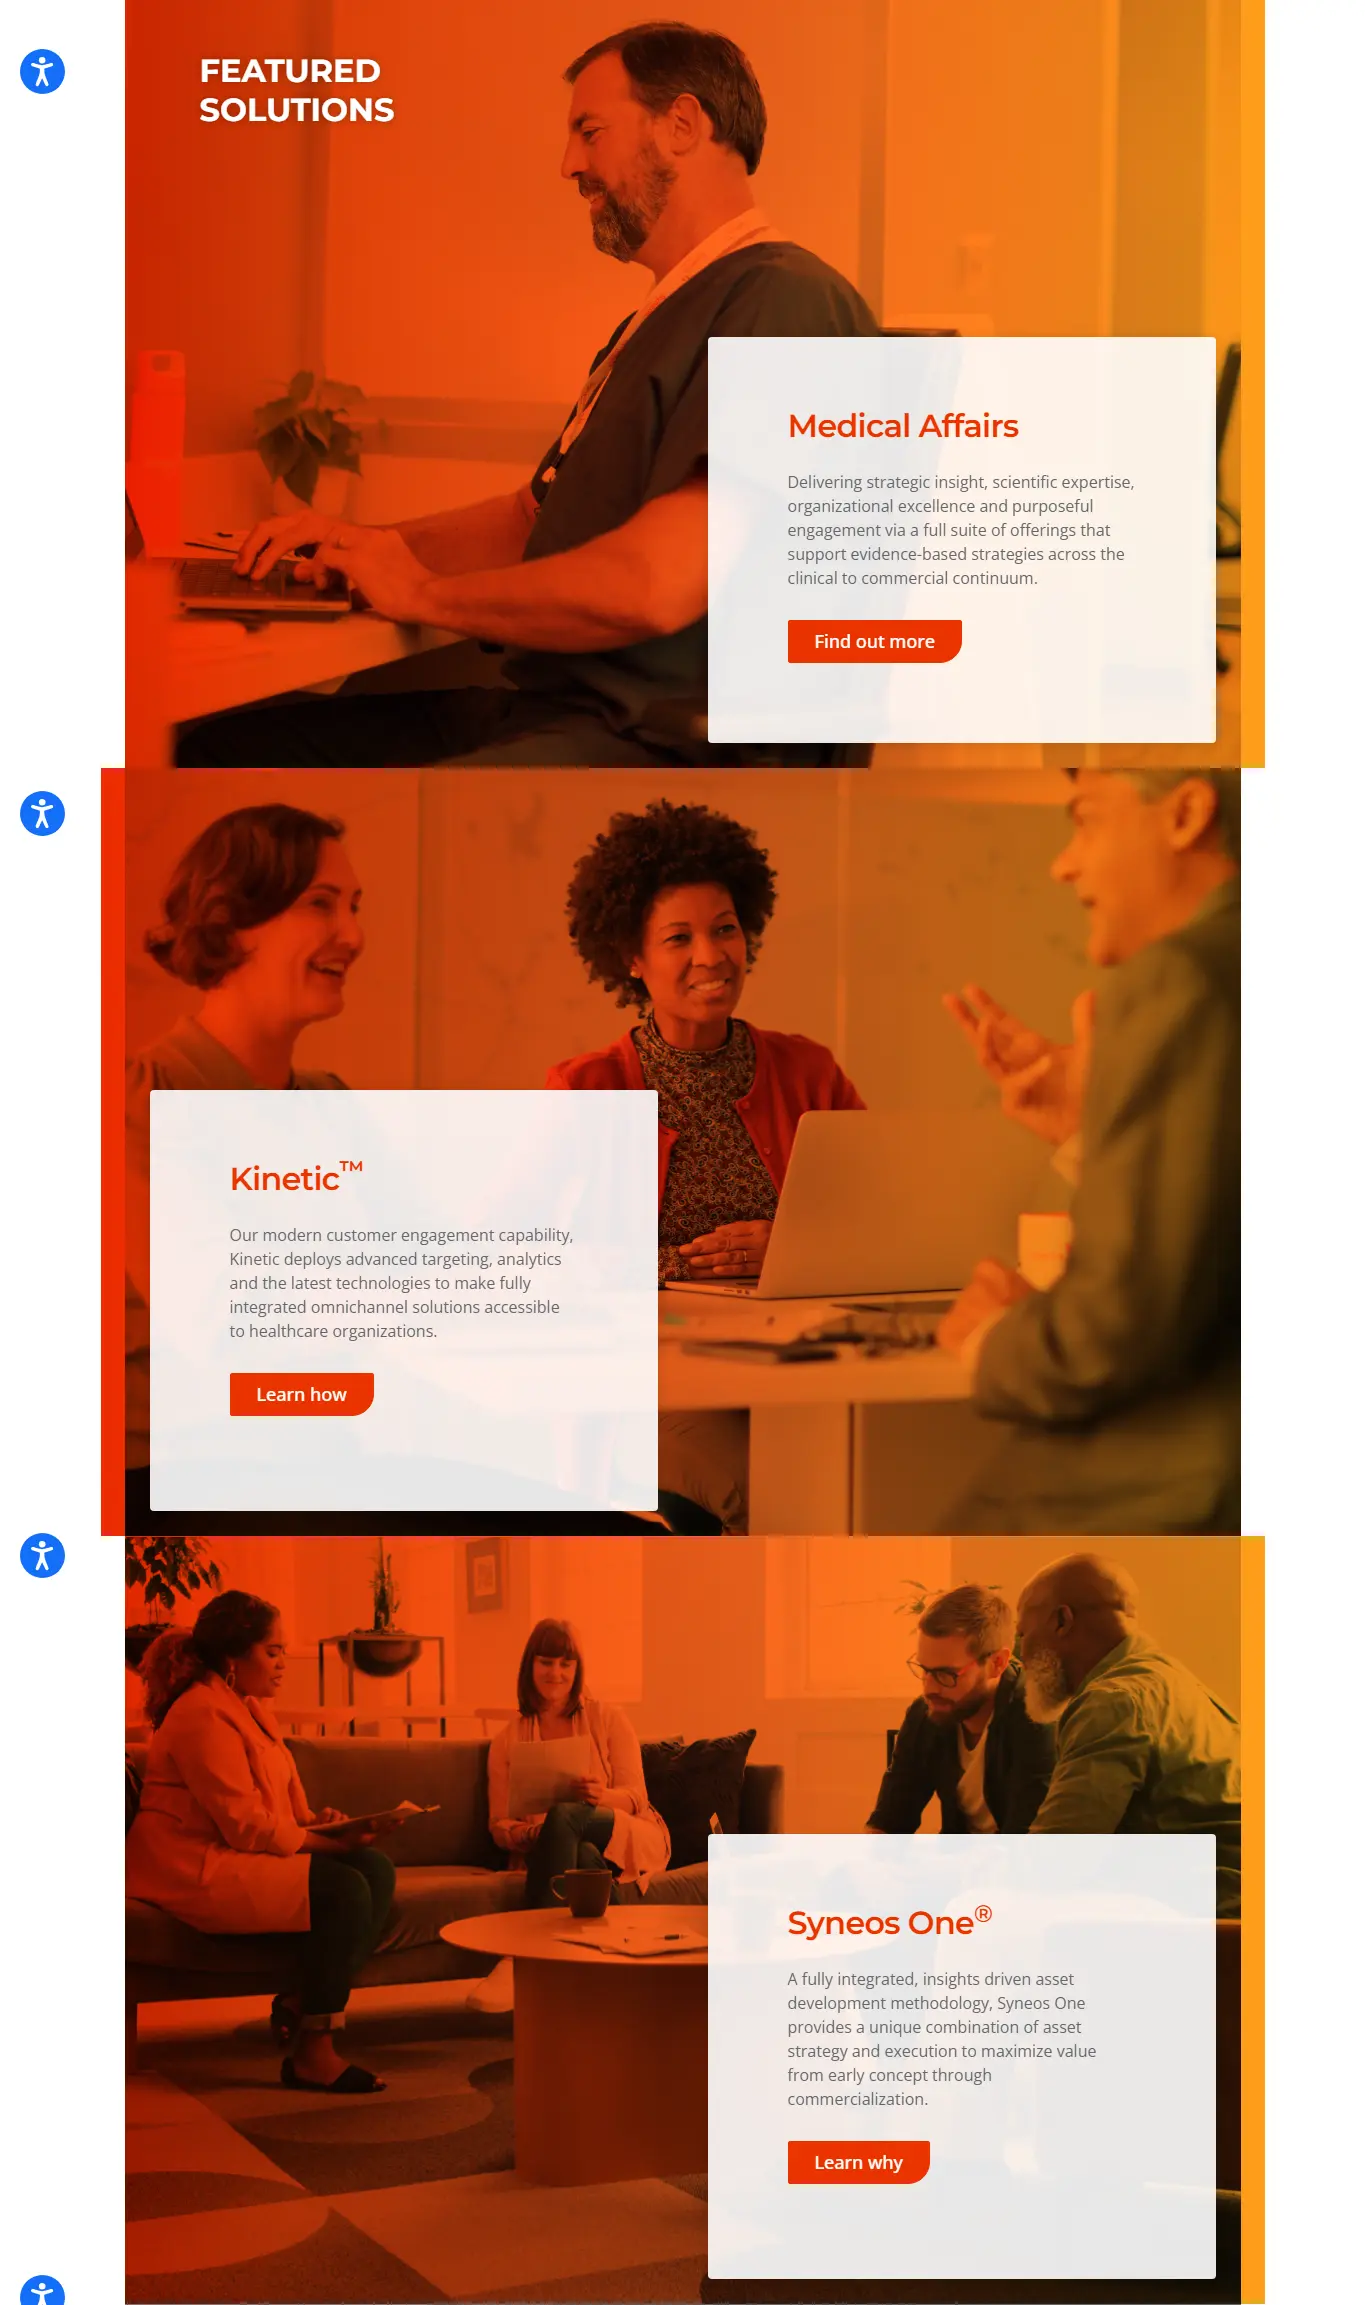 FEATURED
SOLUTIONS
Medical Affairs
Delivering strategic insight, scientific expertise,
organizational excellence and purposeful
engagement via a full suite of offerings that
support evidence-based strategies across the
clinical to commercial continuum.
Find out more
Kinetic™
Our modern customer engagement capability,
Kinetic deploys advanced targeting, analytics
and the latest technologies to make fully
integrated omnichannel solutions accessible
to healthcare organizations.
Learn how
Syneos One®
A fully integrated, insights driven asset
development methodology, Syneos One
provides a unique combination of asset
strategy and execution to maximize value
from early concept through
commercialization.
Learn why